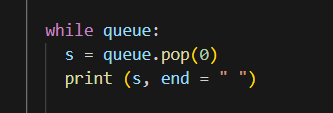 while queue:
s = queue.pop(0)
print (s, end = " ")